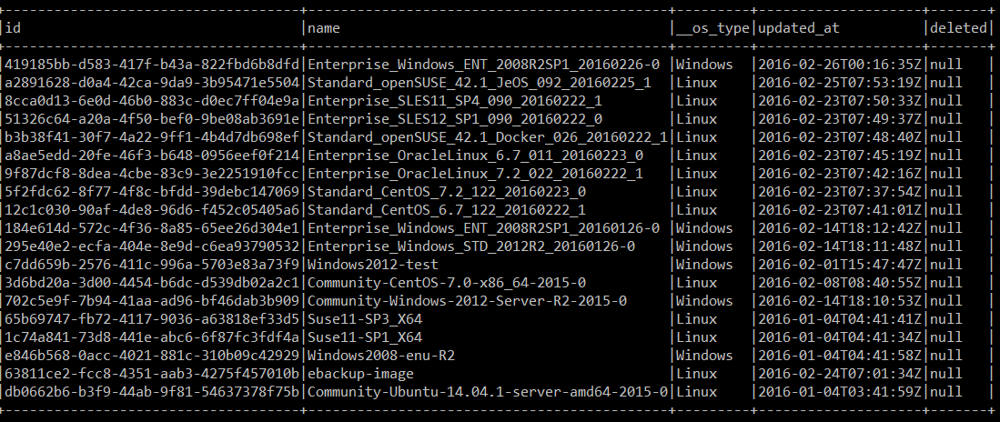 id name __os_type updated_at deleted
419185bb-d583-417f-b43a-822fbd6b8dfd Enterprise_Windows_ENT_2008R2SP1_20160226-0 Windows 2016-02-26T00:16:35Z null
a2891628-d0a4-42ca-9da9-3b95471e5504 Standard_openSUSE_42.1_JeOS_092_20160225_1 Linux 2016-02-25T07:53:19Z null
8cca0d13-6e0d-46b0-883c-d0ec7ff04e9a Enterprise_SLES11_SP4_090_20160222_1 Linux 2016-02-23T07:50:33Z null
51326c64-a20a-4f50-bef0-9be08ab3691e Enterprise_SLES12_SP1_090_20160222_0 Linux 2016-02-23T07:49:37Z null
b3b38f41-30f7-4a22-9ff1-4b4d7db698ef Standard_openSUSE_42.1_Docker_026_20160222_1 Linux 2016-02-23T07:48:40Z null
a8ae5edd-20fe-46f3-b648-0956eef0f214 Enterprise_OracleLinux_6.7_011_20160223_0 Linux 2016-02-23T07:45:19Z null
9f87dcf8-8dea-4cbe-83c9-3e2251910fcc Enterprise_OracleLinux_7.2_022_20160222_1 Linux 2016-02-23T07:42:16Z null
5f2fdc62-8f77-4f8c-bfdd-39debc147069 Standard_CentOS_7.2_122_20160223_0 Linux 2016-02-23T07:37:54Z null
12c1c030-90af-4de8-96d6-f452c05405a6 Standard_CentOS_6.7_122_20160222_1 Linux 2016-02-23T07:41:01Z null
184e614d-572c-4f36-8a85-65ee26d304e1 Enterprise_Windows_ENT_2008R2SP1_20160126-0 Windows 2016-02-14T18:12:42Z null
295e40e2-ecfa-404e-8e9d-c6ea93790532 Enterprise_Windows_STD_2012R2_20160126-0 Windows 2016-02-14T18:11:48Z null
c7dd659b-2576-411c-996a-5703e83a73f9 Windows2012-test Windows 2016-02-01T15:47:47Z null
3d6bd20a-3d00-4454-b6dc-d539db02a2c1 Community-CentOS-7.0-x86_64-2015-0 Linux 2016-02-08T08:40:55Z null
702c5e9f-7b94-41aa-ad96-bf46dab3b909 Community-Windows-2012-Server-R2-2015-0 Windows 2016-02-14T18:10:53Z null
65b69747-fb72-4117-9036-a63818ef33d5 Suse11-SP3_X64 Linux 2016-01-04T04:41:41Z null
1c74a841-73d8-441e-abc6-6f87fc3fdf4a Suse11-SP1_X64 Linux 2016-01-04T04:41:34Z null
e846b568-0acc-4021-881c-310b09c42929 Windows2008-enu-R2 Windows 2016-01-04T04:41:58Z null
63811ce2-fcc8-4351-aab3-4275f457010b ebackup-image Linux 2016-02-24T07:01:34Z null
db0662b6-b3f9-44ab-9f81-54637378f75b Community-Ubuntu-14.04.1-server-amd64-2015-0 Linux 2016-01-04T03:41:59Z null